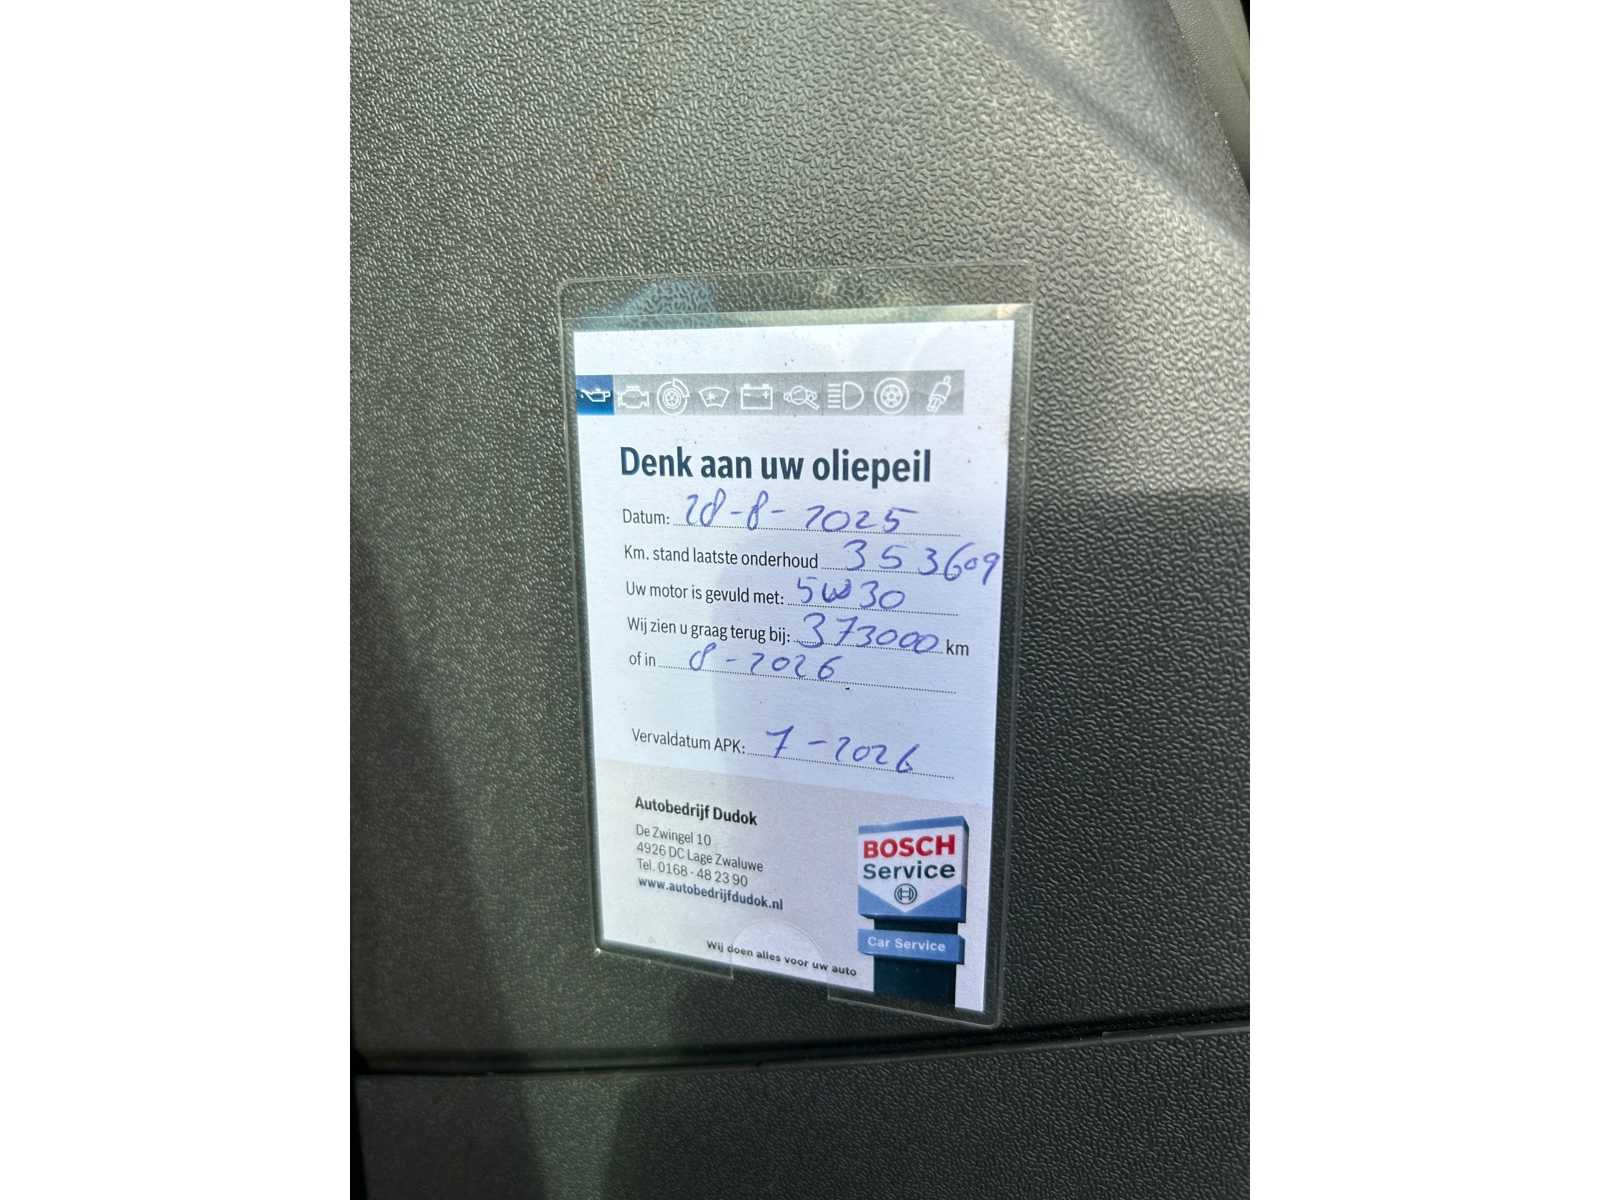 Denk aan uw oliepeil
Datum: 28-8-2025
Km. stand laatste onderhoud 353609
Uw motor is gevuld met: 5W30
Wij zien u graag terug bij: 373000 km
of in 8-2026
Vervaldatum APK: 7-2026
Autobedrijf Dudok
De Zwingel 10
4926 DC Lage Zwaluwe
Tel. 0168 - 48 23 90
www.autobedrijfdudok.nl
BOSCH
Service
Car Service
Wij doen alles voor uw auto